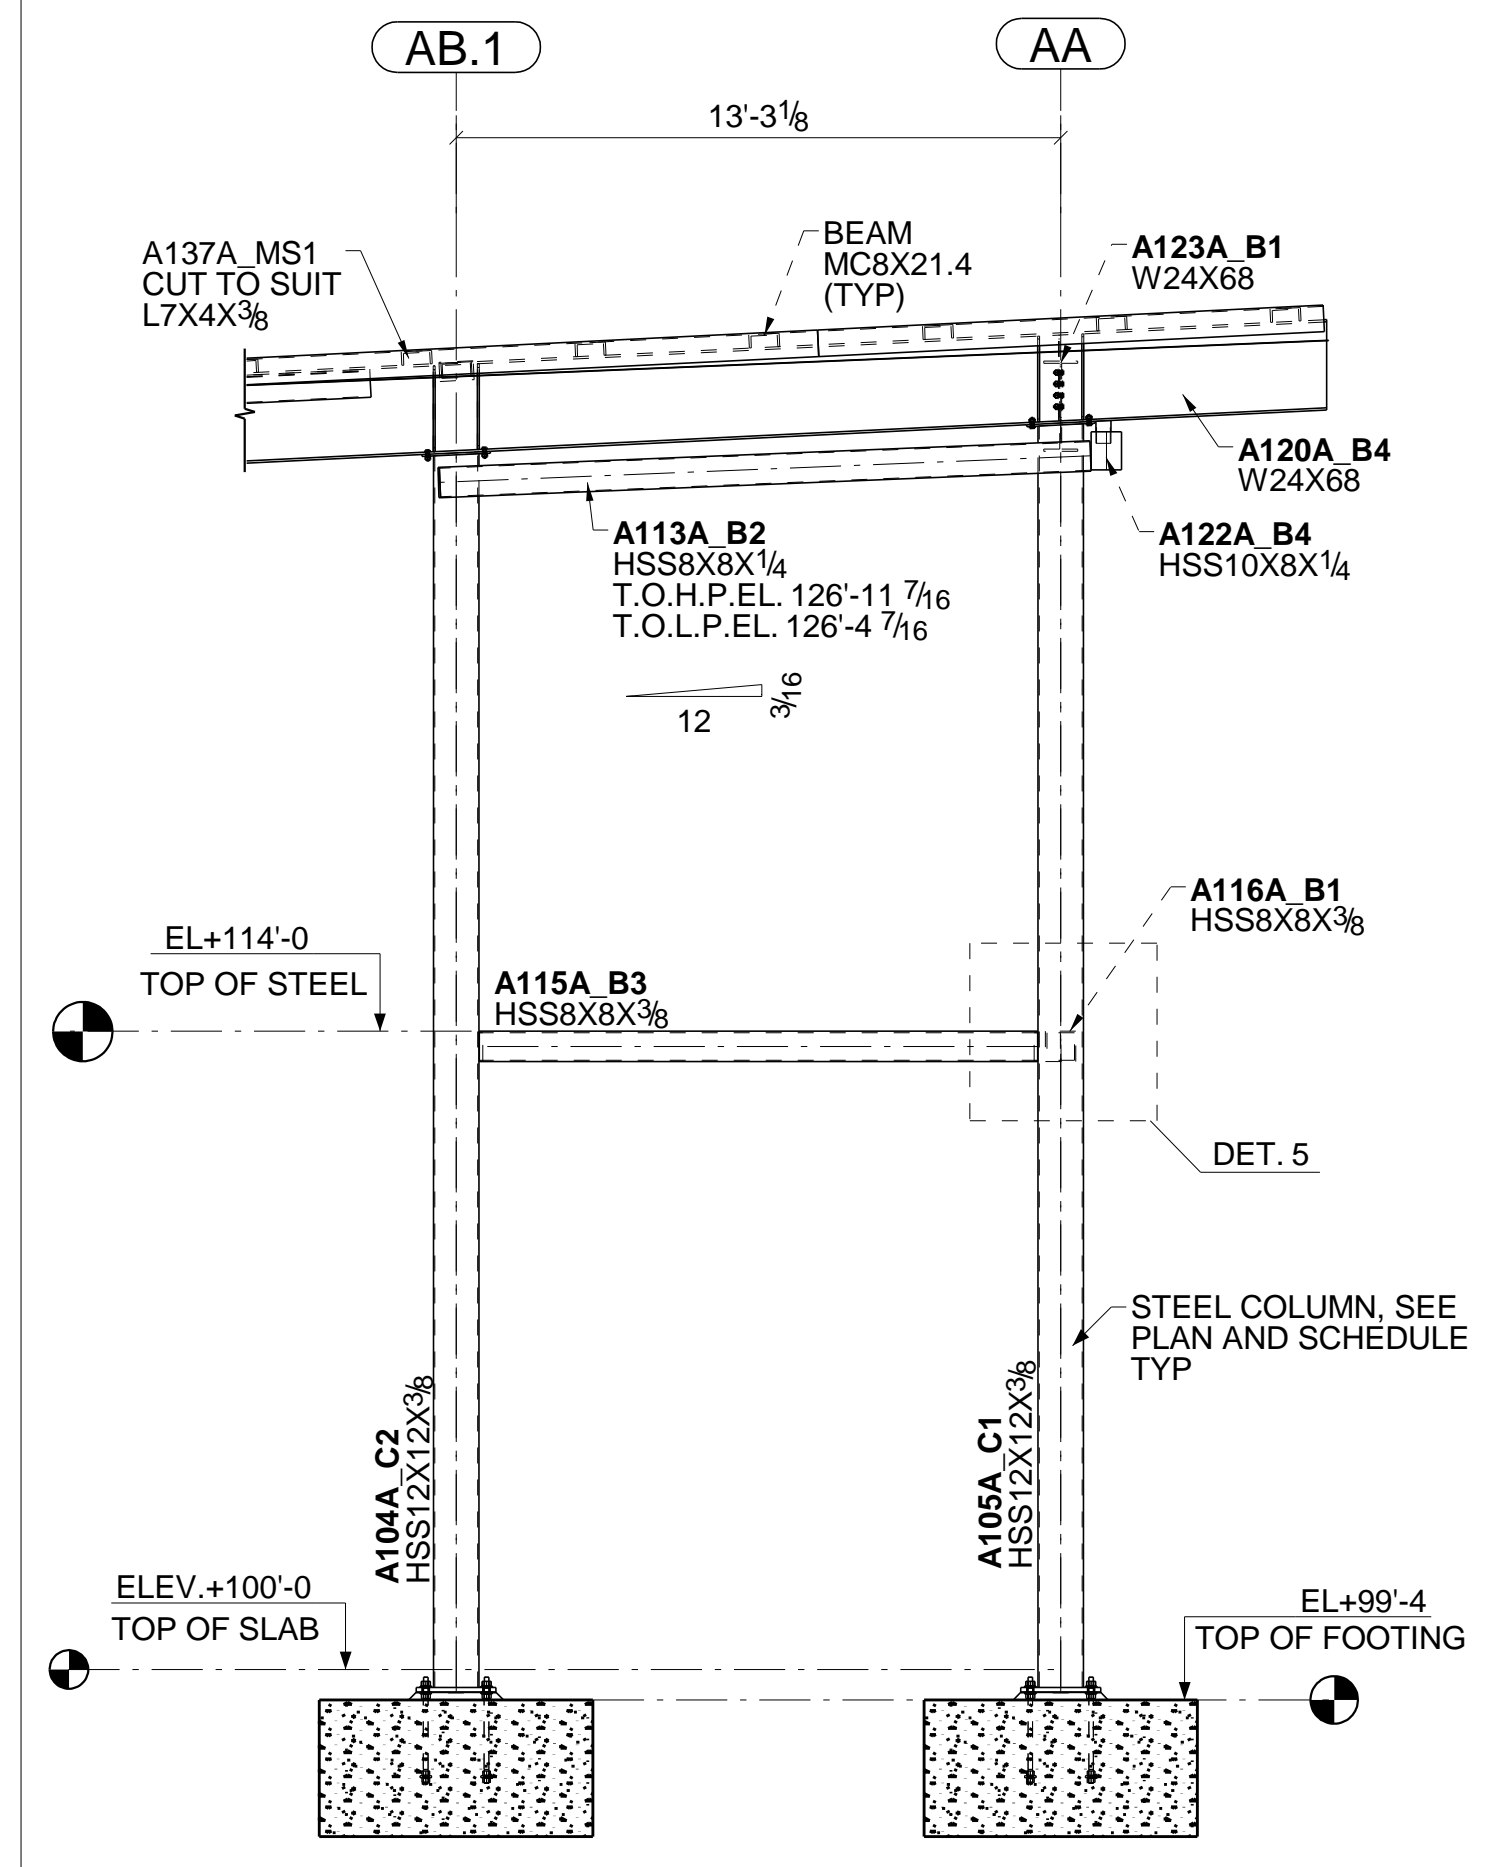 AB.1
AA
13'-3 1/8
A137A_MS1
CUT TO SUIT
L7X4X3/8
BEAM
MC8X21.4
(TYP)
A123A_B1
W24X68
A120A_B4
W24X68
A113A_B2
HSS8X8X1/4
T.O.H.P.EL. 126'-11 7/16
T.O.L.P.EL. 126'-4 7/16
A122A_B4
HSS10X8X1/4
12
3/16
A116A_B1
HSS8X8X3/8
EL+114'-0
TOP OF STEEL
A115A_B3
HSS8X8X3/8
DET. 5
STEEL COLUMN, SEE
PLAN AND SCHEDULE
TYP
A104A_C2
HSS12X12X3/8
A105A_C1
HSS12X12X3/8
ELEV.+100'-0
TOP OF SLAB
EL+99'-4
TOP OF FOOTING